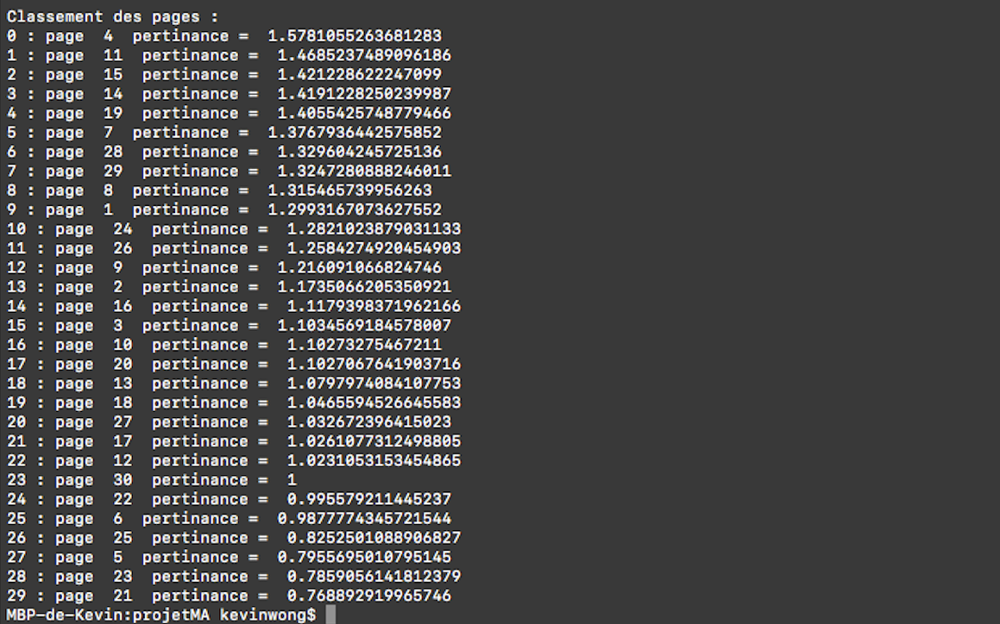 Classement des pages :
0 : page  4  pertinance =  1.5781055263681283
1 : page  11  pertinance =  1.4685237489096186
2 : page  15  pertinance =  1.421228622247099
3 : page  14  pertinance =  1.4191228250239987
4 : page  19  pertinance =  1.4055425748779466
5 : page  7  pertinance =  1.3767936442575852
6 : page  28  pertinance =  1.329604245725136
7 : page  29  pertinance =  1.3247280888246011
8 : page  8  pertinance =  1.315465739956263
9 : page  1  pertinance =  1.2993167073627552
10 : page  24  pertinance =  1.2821023879031133
11 : page  26  pertinance =  1.2584274920454903
12 : page  9  pertinance =  1.216091066824746
13 : page  2  pertinance =  1.1735066205350921
14 : page  16  pertinance =  1.1179398371962166
15 : page  3  pertinance =  1.1034569184578007
16 : page  10  pertinance =  1.10273275467211
17 : page  20  pertinance =  1.1027067641903716
18 : page  13  pertinance =  1.0797974084107753
19 : page  18  pertinance =  1.0465594526645583
20 : page  27  pertinance =  1.032672396415023
21 : page  17  pertinance =  1.0261077312498805
22 : page  12  pertinance =  1.0231053153454865
23 : page  30  pertinance =  1
24 : page  22  pertinance =  0.995579211445237
25 : page  6  pertinance =  0.9877774345721544
26 : page  25  pertinance =  0.8252501088906827
27 : page  5  pertinance =  0.7955695010795145
28 : page  23  pertinance =  0.7859056141812379
29 : page  21  pertinance =  0.768892919965746
MBP-de-Kevin:projetMA kevinwong$